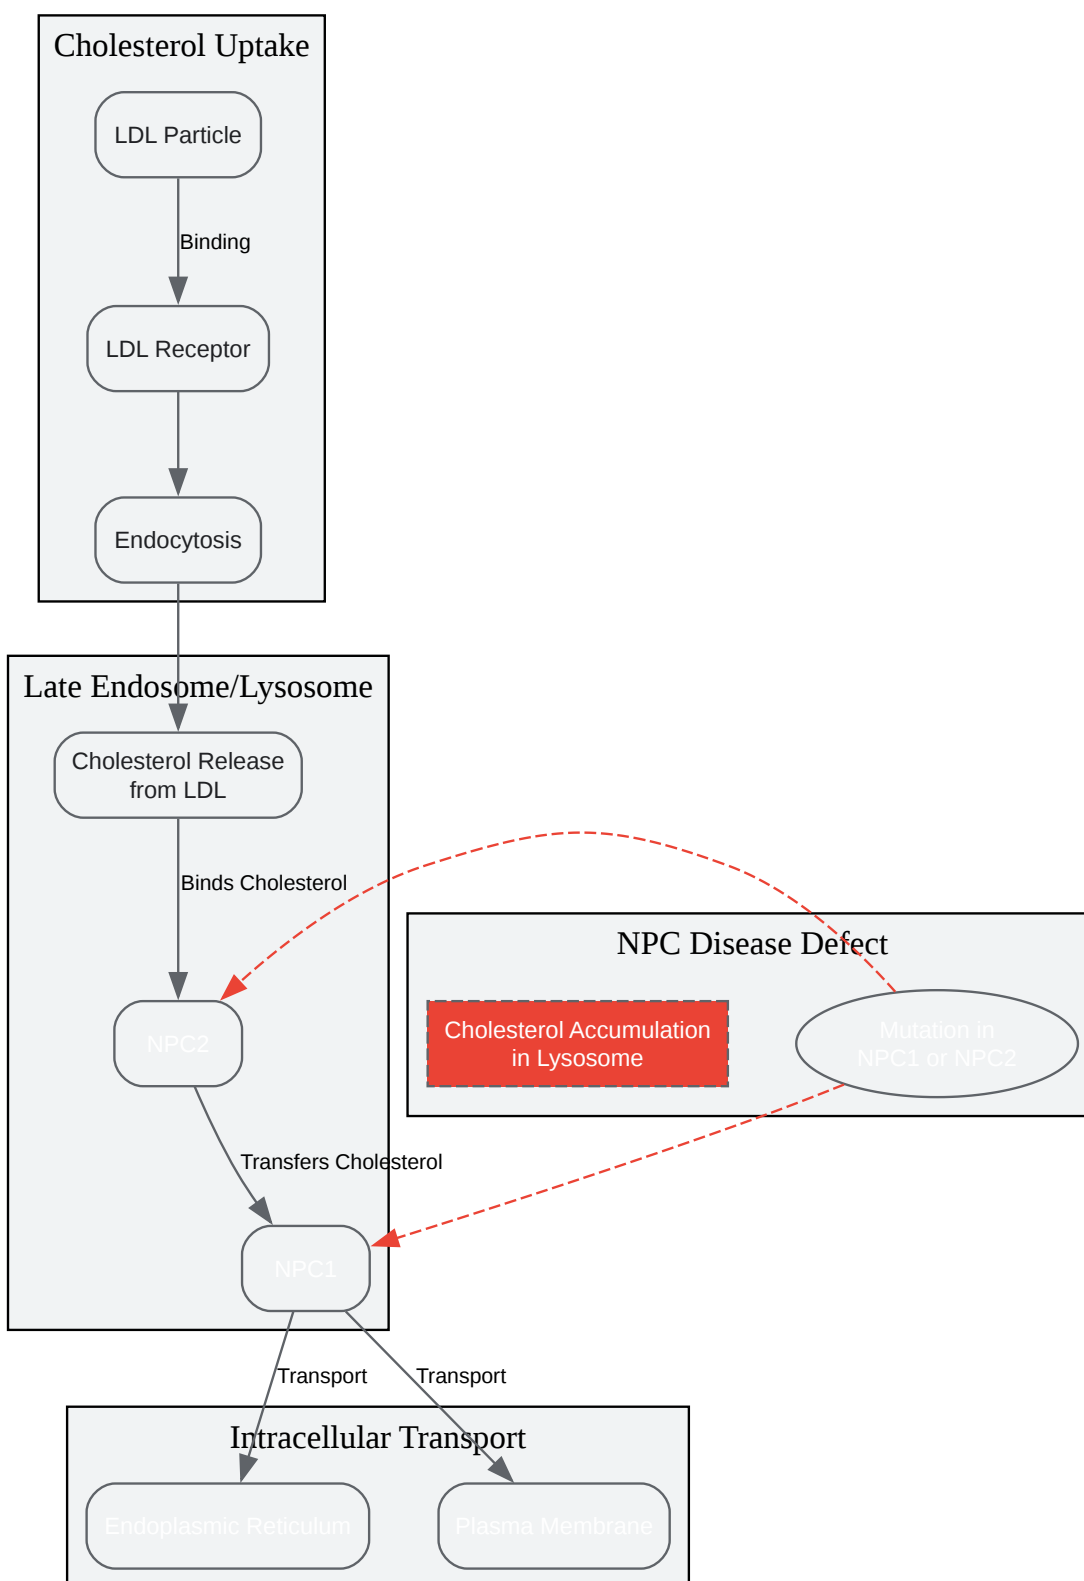 Cholesterol Uptake
LDL Particle
Binding
LDL Receptor
Endocytosis
Late Endosome/Lysosome
Cholesterol Release
from LDL
Binds Cholesterol
NPC Disease Defect
NPC2
Cholesterol Accumulation
in Lysosome
Mutation in
NPC1 or NPC2
Transfers Cholesterol
NPC1
Transport
Transport
Intracellular Transport
Endoplasmic Reticulum
Plasma Membrane